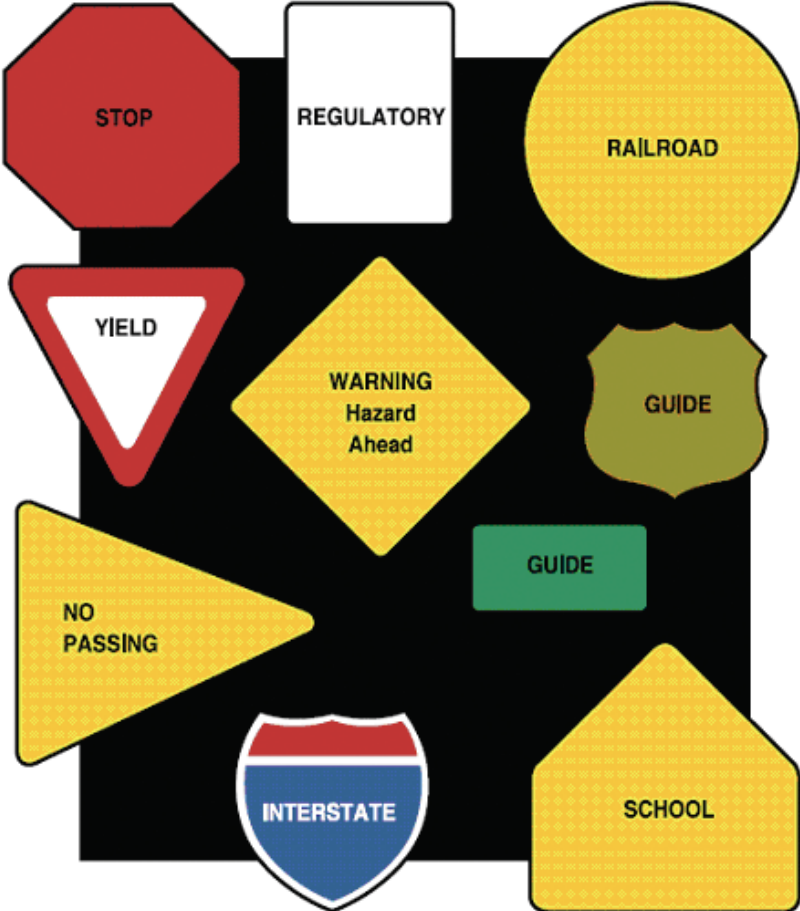 STOP
REGULATORY
RAILROAD
YIELD
WARNING
Hazard
Ahead
GUIDE
GUIDE
NO
PASSING
INTERSTATE
SCHOOL